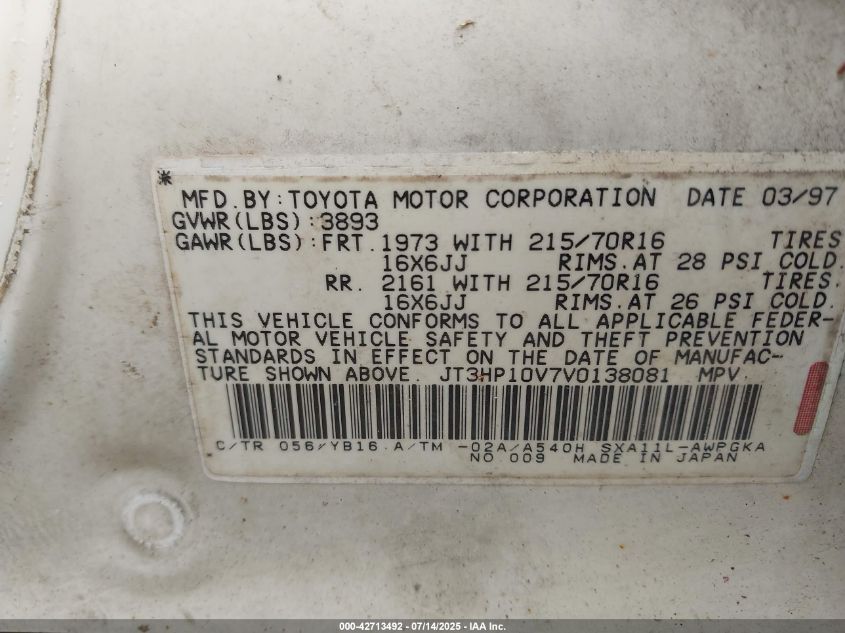 MFD.BY:TOYOTA MOTOR CORPORATION DATE 03/97
GVWR(LBS):3893
GAWR(LBS):FRT.1973 WITH 215/70R16 TIRES
16X6JJ RIMS.AT 28 PSI COLD.
RR. 2161 WITH 215/70R16 TIRES.
16X6JJ RIMS.AT 26 PSI COLD.
THIS VEHICLE CONFORMS TO ALL APPLICABLE FEDER-
AL MOTOR VEHICLE SAFETY AND THEFT PREVENTION
STANDARDS IN EFFECT ON THE DATE OF MANUFAC-
TURE SHOWN ABOVE. JT3HP10V7V0138081 MPV
C/TR 056/YB16 A/TM -02A/A540H SXA11L-AWPGKA
NO 009 MADE IN JAPAN
000-42713492 - 07/14/2025 - IAA Inc.